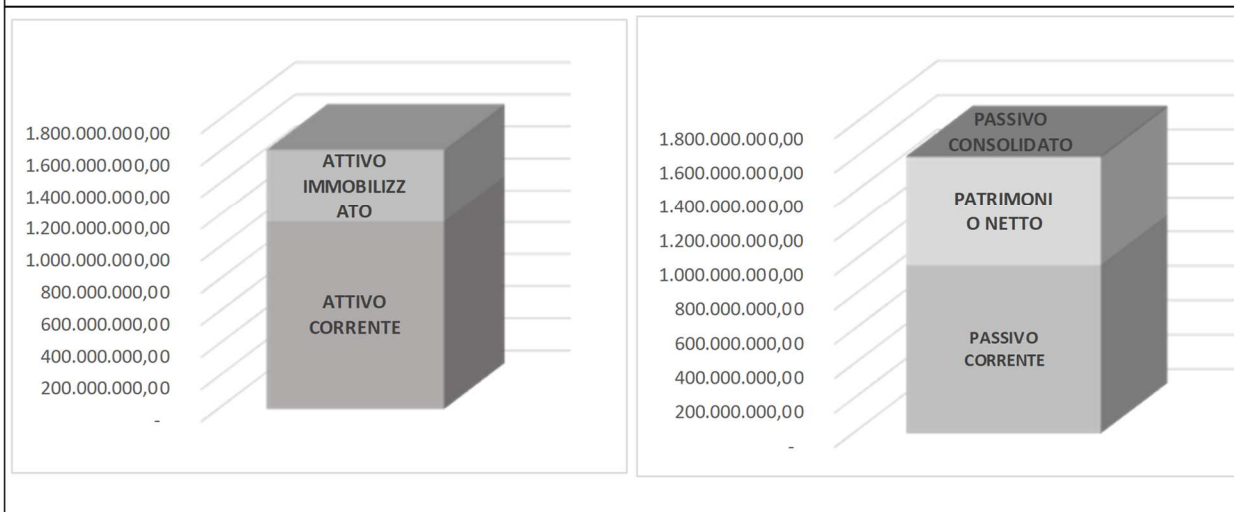 1.800.000.000,00
1.600.000.000,00
1.400.000.000,00
1.200.000.000,00
1.000.000.000,00
800.000.000,00
600.000.000,00
400.000.000,00
200.000.000,00
-
ATTIVO
IMMOBILIZZ
ATO
ATTIVO
CORRENTE
1.800.000.000,00
1.600.000.000,00
1.400.000.000,00
1.200.000.000,00
1.000.000.000,00
800.000.000,00
600.000.000,00
400.000.000,00
200.000.000,00
-
PASSIVO
CONSOLIDATO
PATRIMONI
O NETTO
PASSIVO
CORRENTE